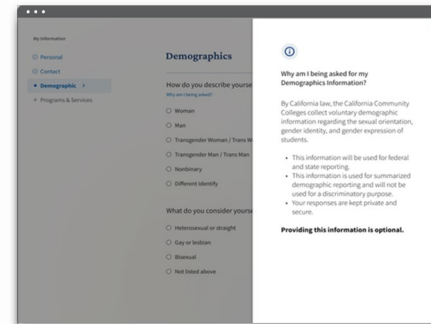 My Information
Personal
Contact
Demographic
Programs & Services
Demographics
How do you describe yourse
Why am I being asked?
Woman
Man
Transgender Woman / Trans W
Transgender Man / Trans Man
Nonbinary
Different Identify
What do you consider yourse
Heterosexual or straight
Gay or lesbian
Bisexual
Not listed above
Why am I being asked for my
Demographics Information?
By California law, the California Community
Colleges collect voluntary demographic
information regarding the sexual orientation,
gender identity, and gender expression of
students.
• This information will be used for federal
and state reporting.
• This information is used for summarized
demographic reporting and will not be
used for a discriminatory purpose.
• Your responses are kept private and
secure.
Providing this information is optional.